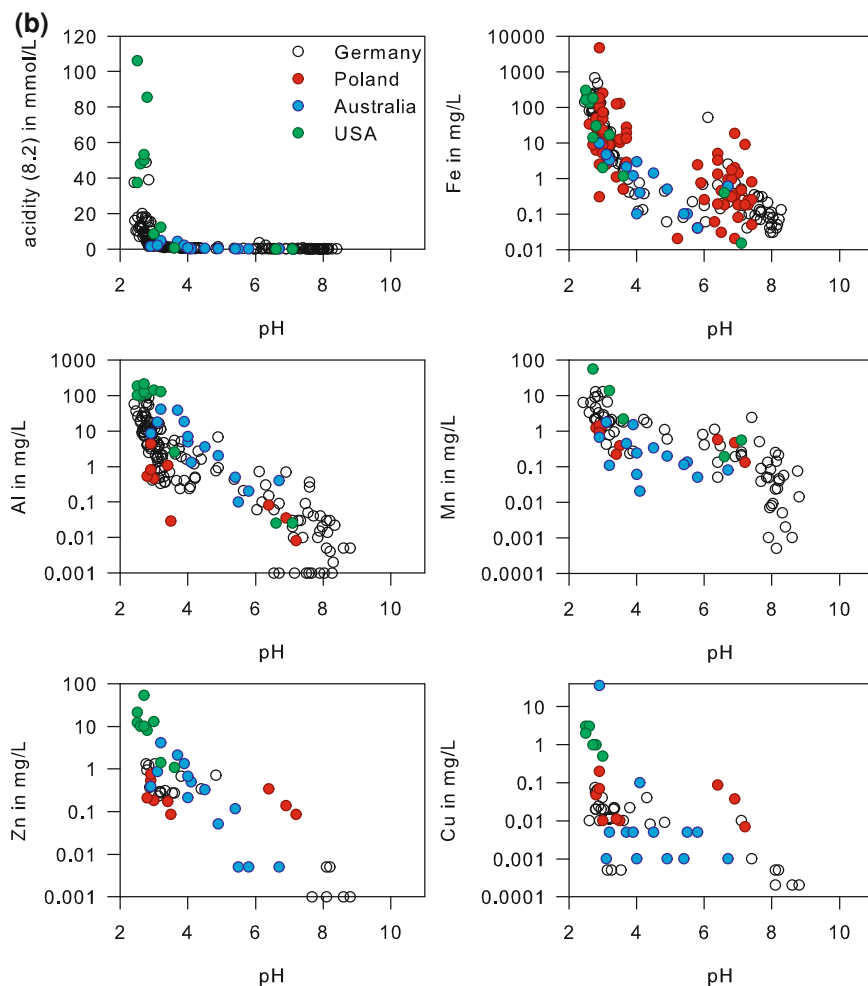 (b)
acidity (8.2) in mmol/L
120
100
80
60
40
20
0
2 4 6 8 10
pH
Germany
Poland
Australia
USA
Fe in mg/L
10000
1000
100
10
1
0.1
0.01
2 4 6 8 10
pH
Al in mg/L
1000
100
10
1
0.1
0.01
0.001
2 4 6 8 10
pH
Mn in mg/L
100
10
1
0.1
0.01
0.001
0.0001
2 4 6 8 10
pH
Zn in mg/L
100
10
1
0.1
0.01
0.001
2 4 6 8 10
pH
Cu in mg/L
10
1
0.1
0.01
0.001
0.0001
2 4 6 8 10
pH